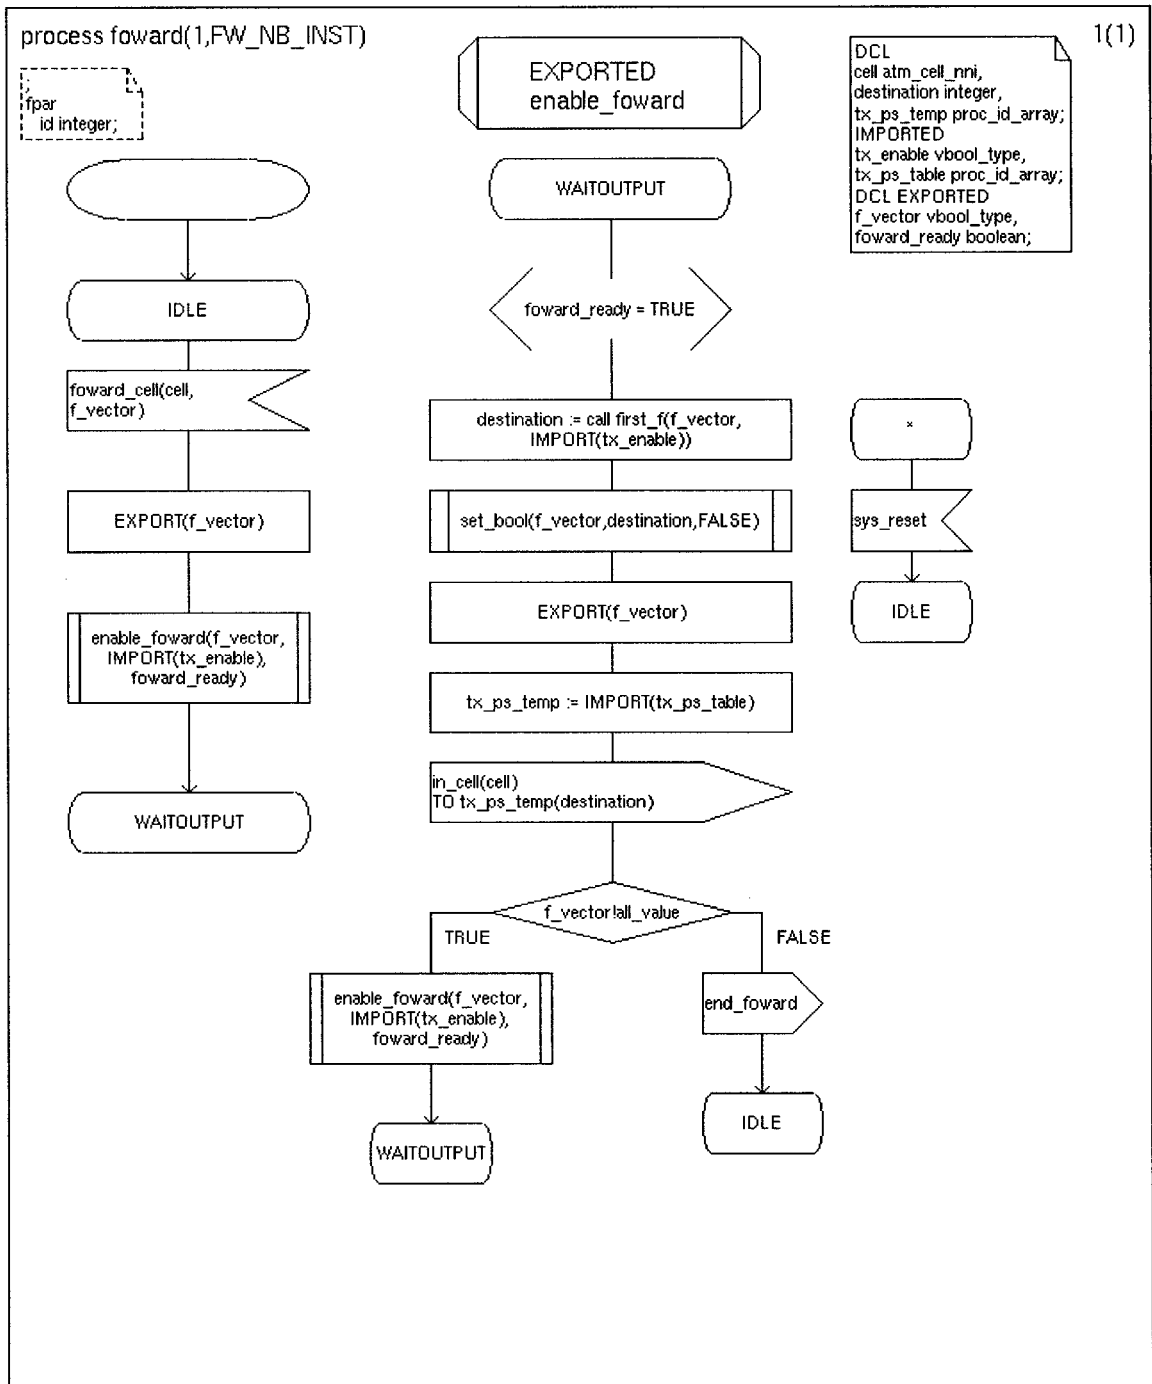 process foward(1,FW_NB_INST)
1(1)
;
fpar
id integer;
EXPORTED
enable_foward
DCL
cell atm_cell_nni,
destination integer,
tx_ps_temp proc_id_array;
IMPORTED
tx_enable vbool_type,
tx_ps_table proc_id_array;
DCL EXPORTED
f_vector vbool_type,
foward_ready boolean;
IDLE
foward_cell(cell,
f_vector)
EXPORT(f_vector)
enable_foward(f_vector,
IMPORT(tx_enable),
foward_ready)
WAITOUTPUT
WAITOUTPUT
foward_ready = TRUE
destination := call first_f(f_vector,
IMPORT(tx_enable))
set_bool(f_vector,destination,FALSE)
EXPORT(f_vector)
tx_ps_temp := IMPORT(tx_ps_table)
in_cell(cell)
TO tx_ps_temp(destination)
f_vector!all_value
TRUE
FALSE
enable_foward(f_vector,
IMPORT(tx_enable),
foward_ready)
WAITOUTPUT
end_foward
IDLE
*
sys_reset
IDLE